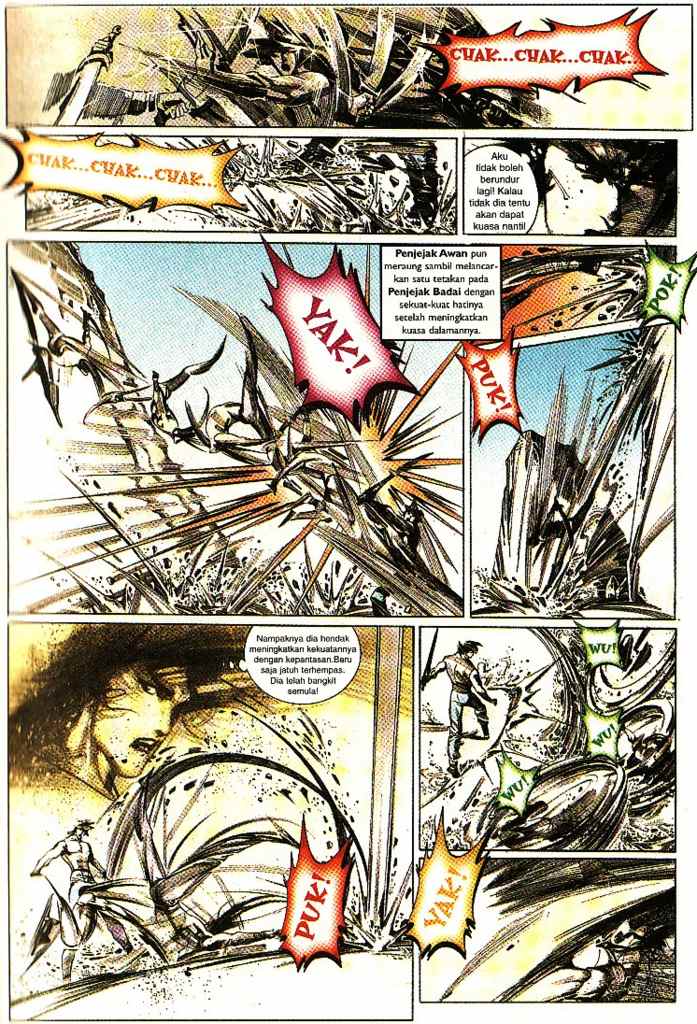 CHAK...CHAK...CHAK...
CHAK...CHAK...CHAK...
Aku
tidak boleh
berundur
lagi! Kalau
tidak dia tentu
akan dapat
kuasa nanti!
YAK!
Penjejak Awan pun
meraung sambil melancar-
kan satu tetakan pada
Penjejak Badai dengan
sekuat-kuat hatinya
setelah meningkatkan
kuasa dalamannya.
POK!
PUK!
Nampaknya dia hendak
meningkatkan kekuatannya
dengan kepantasan.Baru
saja jatuh terhempas.
Dia telah bangkit
semula!
PUK!
WU!
WU!
WU!
YAK!